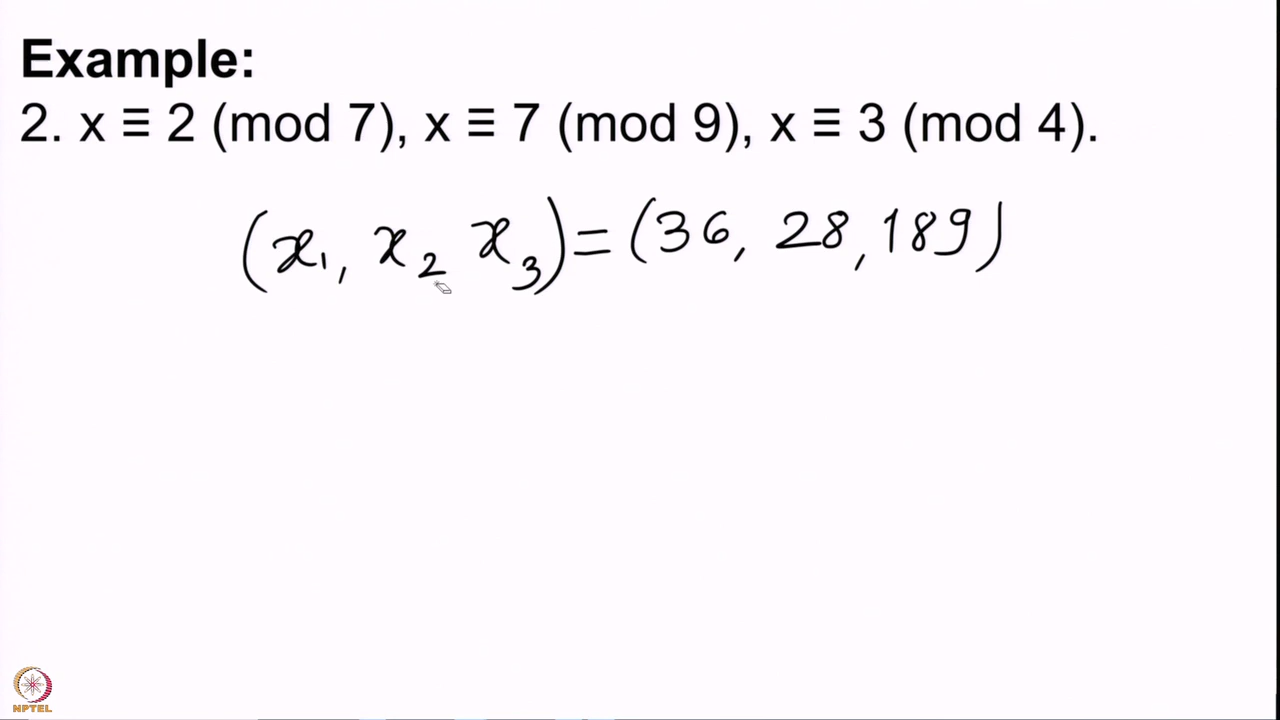 Example:
2. x ≡ 2 (mod 7), x ≡ 7 (mod 9), x ≡ 3 (mod 4).
(x₁, x₂ x₃) = (36, 28, 189)
NPTEL